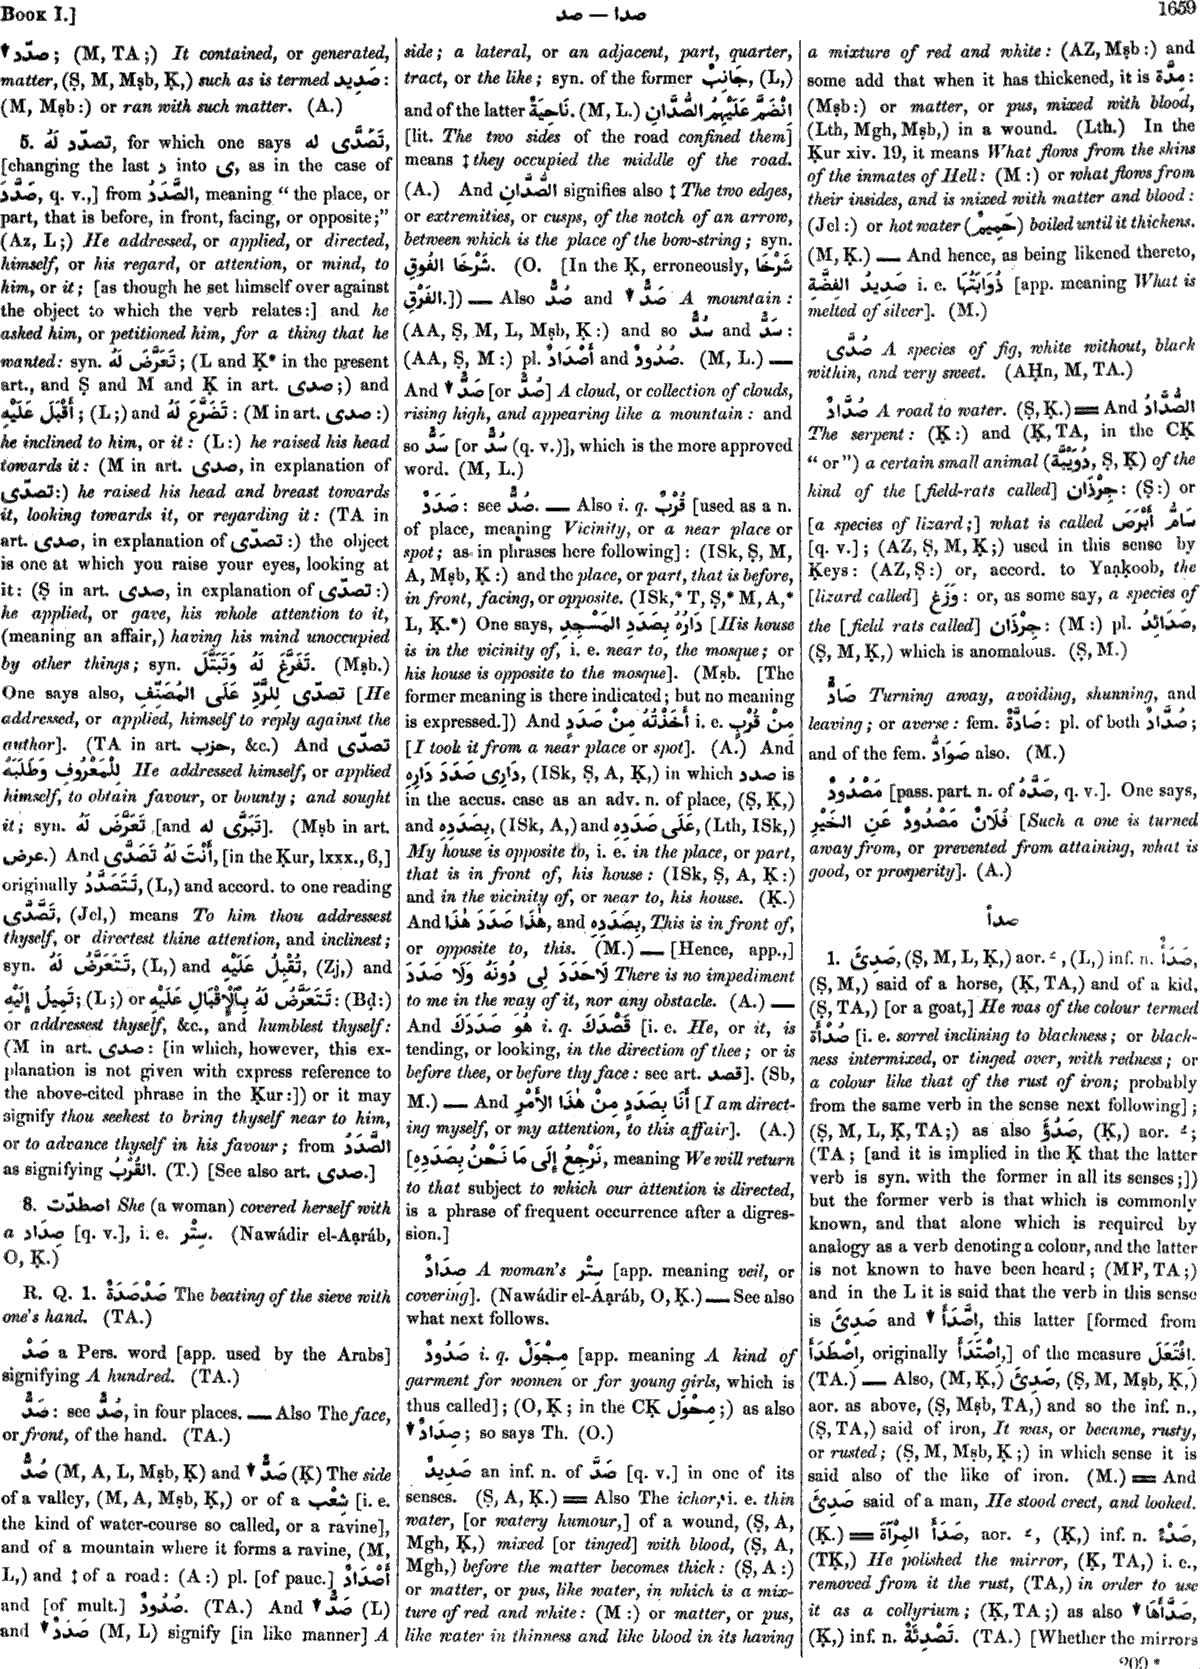 BOOK I.]
صد — صدأ
1659
صدّد ; (M, TA ;) It contained, or generated,
matter, (Ṣ, M, Mṣb, Ḳ,) such as is termed صَدِيد :
(M, Mṣb :) or ran with such matter. (A.)
5. تصدّد لَهُ, for which one says تَصَدَّى له,
[changing the last د into ى, as in the case of
صَدَّدَ, q. v.,] from الصَّدَدُ, meaning “ the place, or
part, that is before, in front, facing, or opposite ;”
(Az, L ;) He addressed, or applied, or directed,
himself, or his regard, or attention, or mind, to
him, or it ; [as though he set himself over against
the object to which the verb relates :] and he
asked him, or petitioned him, for a thing that he
wanted : syn. تَعَرَّضَ لَهُ ; (L and Ḳ* in the present
art., and Ṣ and M and Ḳ in art. صدى ;) and
أَقْبَلَ عَلَيْهِ ; (L ;) and تَضَرَّعَ لَهُ : (M in art. صدى :)
he inclined to him, or it : (L :) he raised his head
towards it : (M in art. صدى, in explanation of
تصدّى :) he raised his head and breast towards
it, looking towards it, or regarding it : (TA in
art. صدى, in explanation of تصدّى :) the object
is one at which you raise your eyes, looking at
it : (Ṣ in art. صدى, in explanation of تصدّى :)
he applied, or gave, his whole attention to it,
(meaning an affair,) having his mind unoccupied
by other things ; syn. تَفَرَّغَ لَهُ وَتَبَتَّلَ. (Mṣb.)
One says also, تصدّى لِلرَّدِّ عَلَى المُصَنِّفِ [He
addressed, or applied, himself to reply against the
author]. (TA in art. حزب, &c.) And تصدّى
لِلْمَعْرُوفِ وَطَلَبَهُ He addressed himself, or applied
himself, to obtain favour, or bounty ; and sought
it ; syn. تَعَرَّضَ لَهُ [and تَبَرَّى له]. (Mṣb in art.
عرض.) And أَنْتَ لَهُ تَصَدَّى, [in the Ḳur, lxxx., 6,]
originally تَتَصَدَّدُ, (L,) and accord. to one reading
تَصَّدَّى, (Jel,) means To him thou addressest
thyself, or directest thine attention, and inclinest ;
syn. تَتَعَرَّضُ لَهُ, (L,) and تُقْبِلُ عَلَيْهِ, (Zj,) and
تَمِيلُ إِلَيْهِ ; (L ;) or تَتَعَرَّضُ لَهُ بِالْإِقْبَالِ عَلَيْهِ : (Bḍ :)
or addressest thyself, &c., and humblest thyself :
(M in art. صدى : [in which, however, this ex-
planation is not given with express reference to
the above-cited phrase in the Ḳur :]) or it may
signify thou seekest to bring thyself near to him,
or to advance thyself in his favour ; from الصَّدَدُ
as signifying القُرْبُ. (T.) [See also art. صدى.]
8. اصطدّت She (a woman) covered herself with
a صِدَاد [q. v.], i. e. سِتْر. (Nawádir el-Aạráb,
O, Ḳ.)
R. Q. 1. صَدْصَدَةٌ The beating of the sieve with
one's hand. (TA.)
صَدْ a Pers. word [app. used by the Arabs]
signifying A hundred. (TA.)
صَدٌّ : see صُدٌّ, in four places. — Also The face,
or front, of the hand. (TA.)
صُدٌّ (M, A, L, Mṣb, Ḳ) and صَدٌّ (Ḳ) The side
of a valley, (M, A, Mṣb, Ḳ,) or of a شِعْب [i. e.
the kind of water-course so called, or a ravine],
and of a mountain where it forms a ravine, (M,
L,) and ‡ of a road : (A :) pl. [of pauc.] أَصْدَادٌ
and [of mult.] صُدُودٌ. (TA.) And صَدٌّ (L)
and صَدَدٌ (M, L) signify [in like manner] A
side ; a lateral, or an adjacent, part, quarter,
tract, or the like ; syn. of the former جَانِبٌ, (L,)
and of the latter نَاحِيَةٌ. (M, L.) انْضَمَّ عَلَيْهِمُ الصُّدَّانِ
[lit. The two sides of the road confined them]
means ‡ they occupied the middle of the road.
(A.) And الصُّدَّانِ signifies also ‡ The two edges,
or extremities, or cusps, of the notch of an arrow,
between which is the place of the bow-string ; syn.
شَرْخَا الفُوقِ. (O. [In the Ḳ, erroneously, شَرْخَا
الفَرْقِ.]) — Also صُدٌّ and صَدٌّ A mountain :
(AA, Ṣ, M, L, Mṣb, Ḳ :) and so سُدٌّ and سَدٌّ :
(AA, Ṣ, M :) pl. أَصْدَادٌ and صُدُودٌ. (M, L.) —
And صَدٌّ [or صُدٌّ] A cloud, or collection of clouds,
rising high, and appearing like a mountain : and
so سَدٌّ [or سُدٌّ (q. v.)], which is the more approved
word. (M, L.)
صَدَدٌ : see صُدٌّ. — Also i. q. قُرْبٌ [used as a n.
of place, meaning Vicinity, or a near place or
spot ; as in phrases here following] : (ISk, Ṣ, M,
A, Mṣb, Ḳ :) and the place, or part, that is before,
in front, facing, or opposite. (ISk,* T, Ṣ,* M, A,*
L, Ḳ.*) One says, دَارُهُ بِصَدَدِ المَسْجِدِ [His house
is in the vicinity of, i. e. near to, the mosque ; or
his house is opposite to the mosque]. (Mṣb. [The
former meaning is there indicated ; but no meaning
is expressed.]) And أَخَذْتُهُ مِنْ صَدَدٍ i. e. مِنْ قُرْبٍ
[I took it from a near place or spot]. (A.) And
دَارِى صَدَدَ دَارِهِ, (ISk, Ṣ, A, Ḳ,) in which صدد is
in the accus. case as an adv. n. of place, (Ṣ, Ḳ,)
and بِصَدَدِهِ, (ISk, A,) and عَلَى صَدَدِهِ, (Lth, ISk,)
My house is opposite to, i. e. in the place, or part,
that is in front of, his house : (ISk, Ṣ, A, Ḳ :)
and in the vicinity of, or near to, his house. (Ḳ.)
And هٰذَا صَدَدَ هٰذَا, and بِصَدَدِهِ, This is in front of,
or opposite to, this. (M.) — [Hence, app.,]
لَاحَدَدَ لِى دُونَهُ وَلَا صَدَدَ There is no impediment
to me in the way of it, nor any obstacle. (A.) —
And هُوَ صَدَدَكَ i. q. قَصْدَكَ [i. e. He, or it, is
tending, or looking, in the direction of thee ; or is
before thee, or before thy face : see art. قصد]. (Sb,
M.) — And أَنَا بِصَدَدٍ مِنْ هٰذَا الأَمْرِ [I am direct-
ing myself, or my attention, to this affair]. (A.)
[نَرْجِعُ إِلَى مَا نَحْنُ بِصَدَدِهِ, meaning We will return
to that subject to which our attention is directed,
is a phrase of frequent occurrence after a digres-
sion.]
صِدَادٌ A woman's سِتْر [app. meaning veil, or
covering]. (Nawádir el-Aạráb, O, Ḳ.) — See also
what next follows.
صَدُودٌ i. q. مِجْوَلٌ [app. meaning A kind of
garment for women or for young girls, which is
thus called] ; (O, Ḳ ; in the CḲ مِحْوَل ;) as also
صِدَادٌ ; so says Th. (O.)
صَدِيدٌ an inf. n. of صَدَّ [q. v.] in one of its
senses. (Ṣ, A, Ḳ.) = Also The ichor, i. e. thin
water, [or watery humour,] of a wound, (Ṣ, A,
Mgh, Ḳ,) mixed [or tinged] with blood, (Ṣ, A,
Mgh,) before the matter becomes thick : (Ṣ, A :)
or matter, or pus, like water, in which is a mix-
ture of red and white : (M :) or matter, or pus,
like water in thinness and like blood in its having
a mixture of red and white : (AZ, Mṣb :) and
some add that when it has thickened, it is مِدَّة :
(Mṣb :) or matter, or pus, mixed with blood,
(Lth, Mgh, Mṣb,) in a wound. (Lth.) In the
Ḳur xiv. 19, it means What flows from the skins
of the inmates of Hell : (M :) or what flows from
their insides, and is mixed with matter and blood :
(Jel :) or hot water (حَمِيمٌ) boiled until it thickens.
(M, Ḳ.) — And hence, as being likened thereto,
صَدِيدُ الفِضَّةِ i. e. ذُوَابَتُهَا [app. meaning What is
melted of silver]. (M.)
صُدَّى A species of fig, white without, black
within, and very sweet. (AḤn, M, TA.)
صُدَّادٌ A road to water. (Ṣ, Ḳ.) = And الصُّدَّادُ
The serpent : (Ḳ :) and (Ḳ, TA, in the CḲ
“ or ”) a certain small animal (دُوَيْبَّة, Ṣ, Ḳ) of the
kind of the [field-rats called] جِرْذَان : (Ṣ :) or
[a species of lizard ;] what is called سَامُّ أَبْرَصَ
[q. v.] ; (AZ, Ṣ, M, Ḳ ;) used in this sense by
Ḳeys : (AZ, Ṣ :) or, accord. to Yaạḳoob, the
[lizard called] وَزَغ : or, as some say, a species of
the [field rats called] جِرْذَان : (M :) pl. صَدَائِدُ,
(Ṣ, M, Ḳ,) which is anomalous. (Ṣ, M.)
صَادٌّ Turning away, avoiding, shunning, and
leaving ; or averse : fem. صَادَّةٌ : pl. of both صُدَّادٌ ;
and of the fem. صَوَادُّ also. (M.)
مَصْدُودٌ [pass. part. n. of صَدَّهُ, q. v.]. One says,
فُلَانٌ مَصْدُودٌ عَنِ الخَيْرِ [Such a one is turned
away from, or prevented from attaining, what is
good, or prosperity]. (A.)
صدأ
1. صَدِئَ, (Ṣ, M, L, Ḳ,) aor. ـَ, (L,) inf. n. صَدَأٌ,
(Ṣ, M,) said of a horse, (Ḳ, TA,) and of a kid,
(Ṣ, TA,) [or a goat,] He was of the colour termed
صُدْأَة [i. e. sorrel inclining to blackness ; or black-
ness intermixed, or tinged over, with redness ; or
a colour like that of the rust of iron ; probably
from the same verb in the sense next following] ;
(Ṣ, M, L, Ḳ, TA ;) as also صَدُؤَ, (Ḳ,) aor. ـُ ;
(TA ; [and it is implied in the Ḳ that the latter
verb is syn. with the former in all its senses ;])
but the former verb is that which is commonly
known, and that alone which is required by
analogy as a verb denoting a colour, and the latter
is not known to have been heard ; (MF, TA ;)
and in the L it is said that the verb in this sense
is صَدِئَ and اِصَّدَأَ, this latter [formed from
اِصْطَدَأَ, originally اِصْتَدَأَ,] of the measure افْتَعَلَ.
(TA.) — Also, (M, Ḳ,) صَدِئَ, (Ṣ, M, Mṣb, Ḳ,)
aor. as above, (Ṣ, Mṣb, TA,) and so the inf. n.,
(Ṣ, TA,) said of iron, It was, or became, rusty,
or rusted ; (Ṣ, M, Mṣb, Ḳ ;) in which sense it is
said also of the like of iron. (M.) = And
صَدِئَ said of a man, He stood erect, and looked.
(Ḳ.) = صَدَأَ المِرْآةَ, aor. ـَ, (Ḳ,) inf. n. صَدْءٌ,
(TḲ,) He polished the mirror, (Ḳ, TA,) i. e.,
removed from it the rust, (TA,) in order to use
it as a collyrium ; (Ḳ, TA ;) as also صَدَّأَهَا,
(Ḳ,) inf. n. تَصْدِئَةٌ. (TA.) [Whether the mirrors
209 *